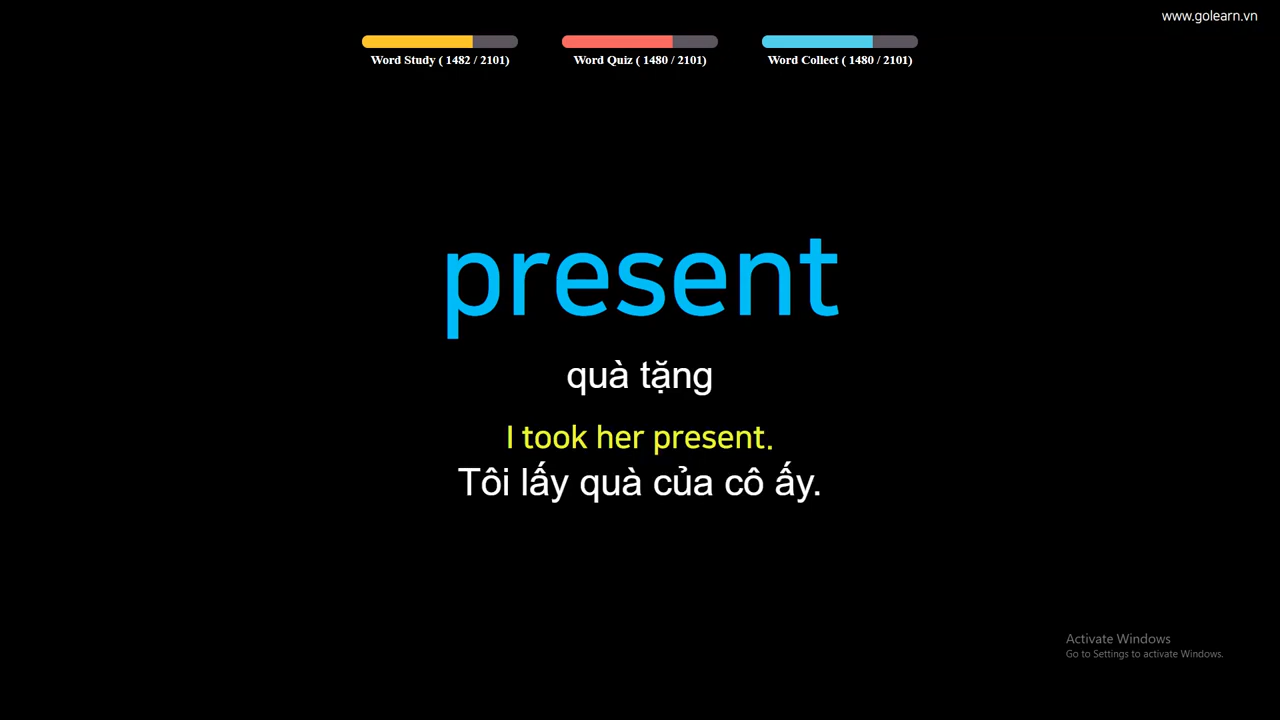 www.golearn.vn
Word Study ( 1482 / 2101)
Word Quiz ( 1480 / 2101)
Word Collect ( 1480 / 2101)
present
quà tặng
I took her present.
Tôi lấy quà của cô ấy.
Activate Windows
Go to Settings to activate Windows.